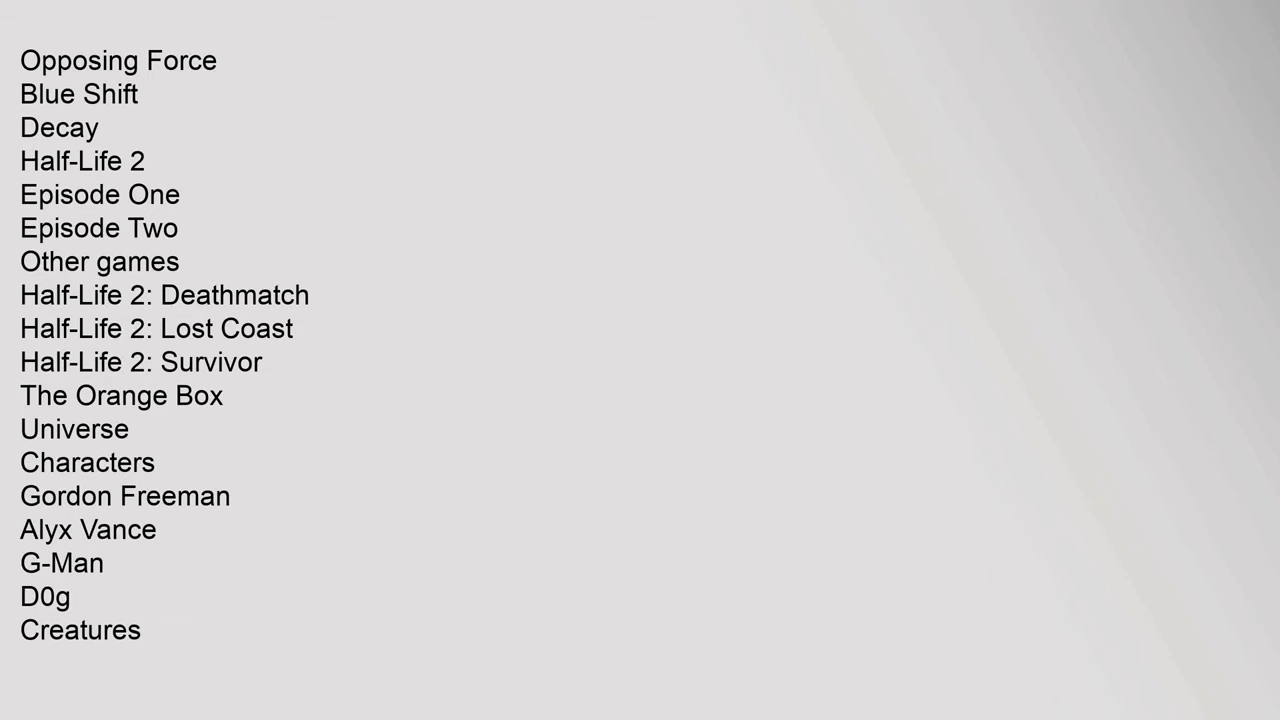 Opposing Force
Blue Shift
Decay
Half-Life 2
Episode One
Episode Two
Other games
Half-Life 2: Deathmatch
Half-Life 2: Lost Coast
Half-Life 2: Survivor
The Orange Box
Universe
Characters
Gordon Freeman
Alyx Vance
G-Man
D0g
Creatures